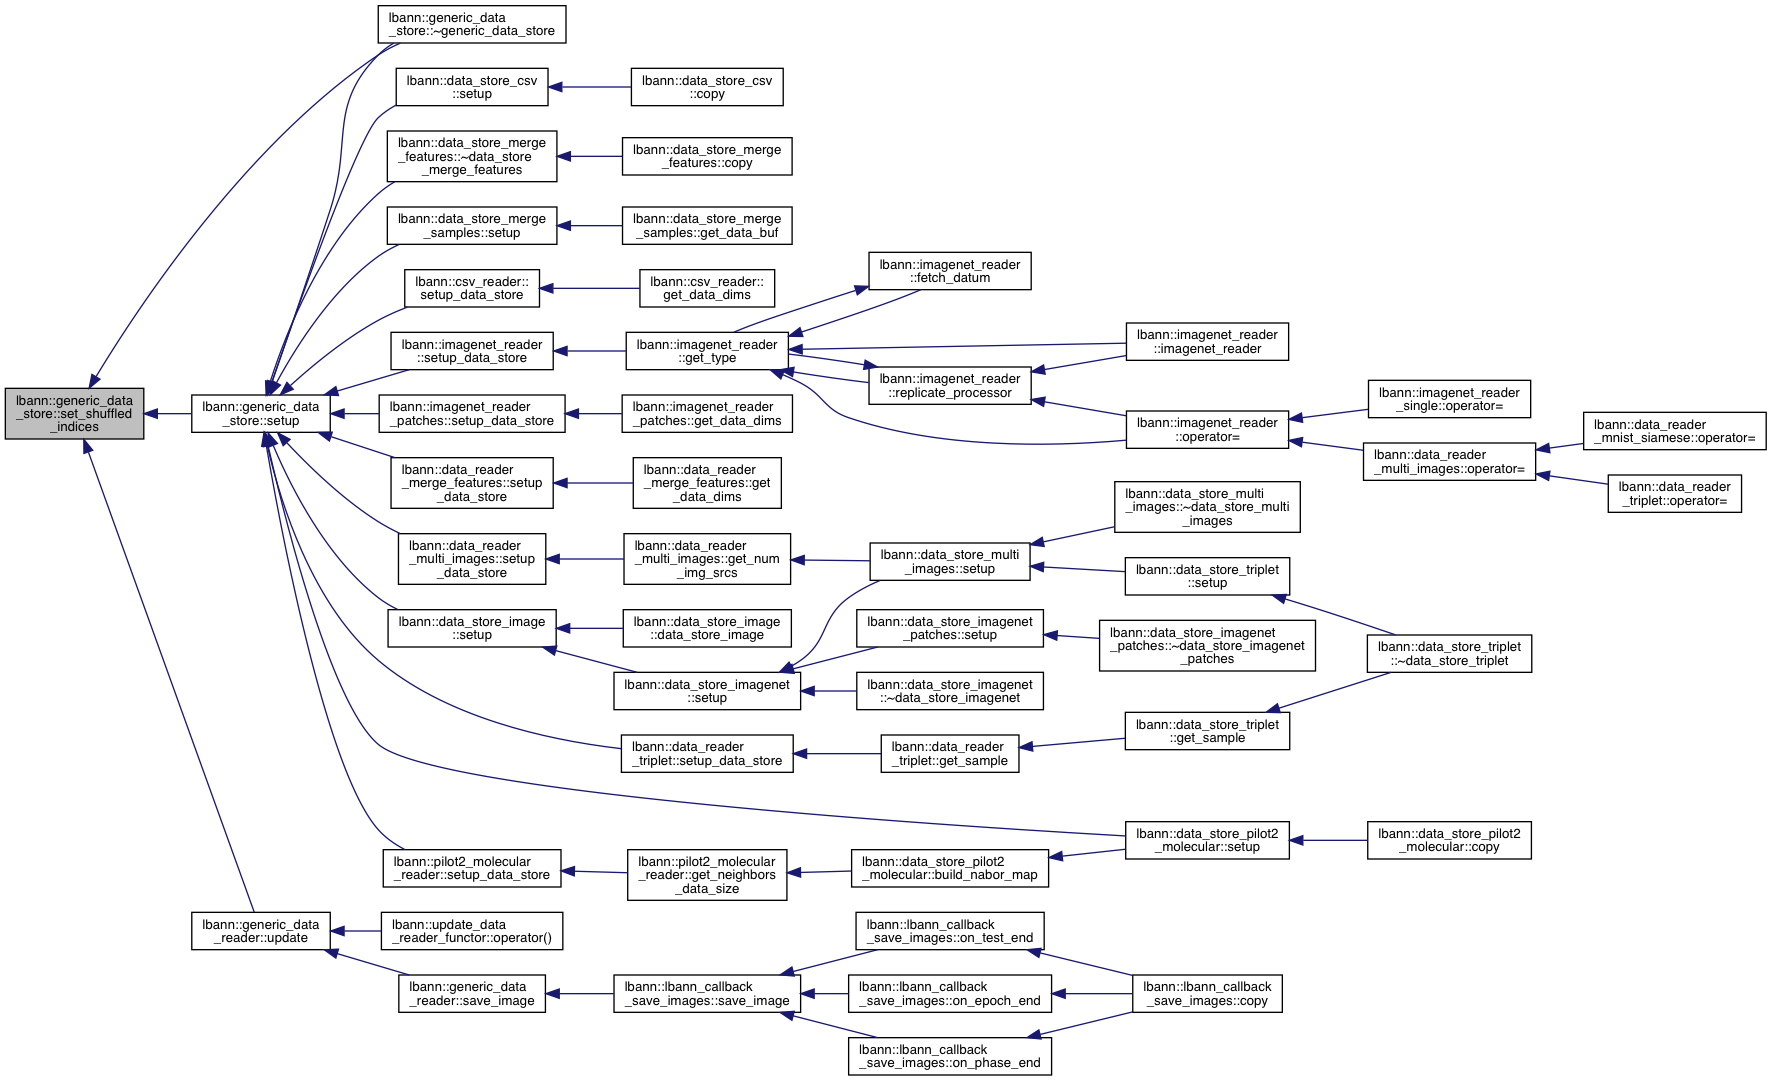 lbann::generic_data
_store::~generic_data_store
lbann::data_store_csv
::setup
lbann::data_store_csv
::copy
lbann::data_store_merge
_features::~data_store
_merge_features
lbann::data_store_merge
_features::copy
lbann::data_store_merge
_samples::setup
lbann::data_store_merge
_samples::get_data_buf
lbann::csv_reader::
setup_data_store
lbann::csv_reader::
get_data_dims
lbann::imagenet_reader
::fetch_datum
lbann::imagenet_reader
::setup_data_store
lbann::imagenet_reader
::get_type
lbann::imagenet_reader
::imagenet_reader
lbann::imagenet_reader
::replicate_processor
lbann::generic_data
_store::set_shuffled
_indices
lbann::generic_data
_store::setup
lbann::imagenet_reader
_patches::setup_data_store
lbann::imagenet_reader
_patches::get_data_dims
lbann::imagenet_reader
::operator=
lbann::imagenet_reader
_single::operator=
lbann::data_reader
_mnist_siamese::operator=
lbann::data_reader
_multi_images::operator=
lbann::data_reader
_triplet::operator=
lbann::data_reader
_merge_features::setup
_data_store
lbann::data_reader
_merge_features::get
_data_dims
lbann::data_store_multi
_images::~data_store_multi
_images
lbann::data_reader
_multi_images::setup
_data_store
lbann::data_reader
_multi_images::get_num
_img_srcs
lbann::data_store_multi
_images::setup
lbann::data_store_triplet
::setup
lbann::data_store_image
::setup
lbann::data_store_image
::data_store_image
lbann::data_store_imagenet
_patches::setup
lbann::data_store_imagenet
_patches::~data_store_imagenet
_patches
lbann::data_store_triplet
::~data_store_triplet
lbann::data_store_imagenet
::setup
lbann::data_store_imagenet
::~data_store_imagenet
lbann::data_store_triplet
::get_sample
lbann::data_reader
_triplet::setup_data_store
lbann::data_reader
_triplet::get_sample
lbann::data_store_pilot2
_molecular::setup
lbann::data_store_pilot2
_molecular::copy
lbann::pilot2_molecular
_reader::setup_data_store
lbann::pilot2_molecular
_reader::get_neighbors
_data_size
lbann::data_store_pilot2
_molecular::build_nabor_map
lbann::generic_data
_reader::update
lbann::update_data
_reader_functor::operator()
lbann::lbann_callback
_save_images::on_test_end
lbann::generic_data
_reader::save_image
lbann::lbann_callback
_save_images::save_image
lbann::lbann_callback
_save_images::on_epoch_end
lbann::lbann_callback
_save_images::copy
lbann::lbann_callback
_save_images::on_phase_end